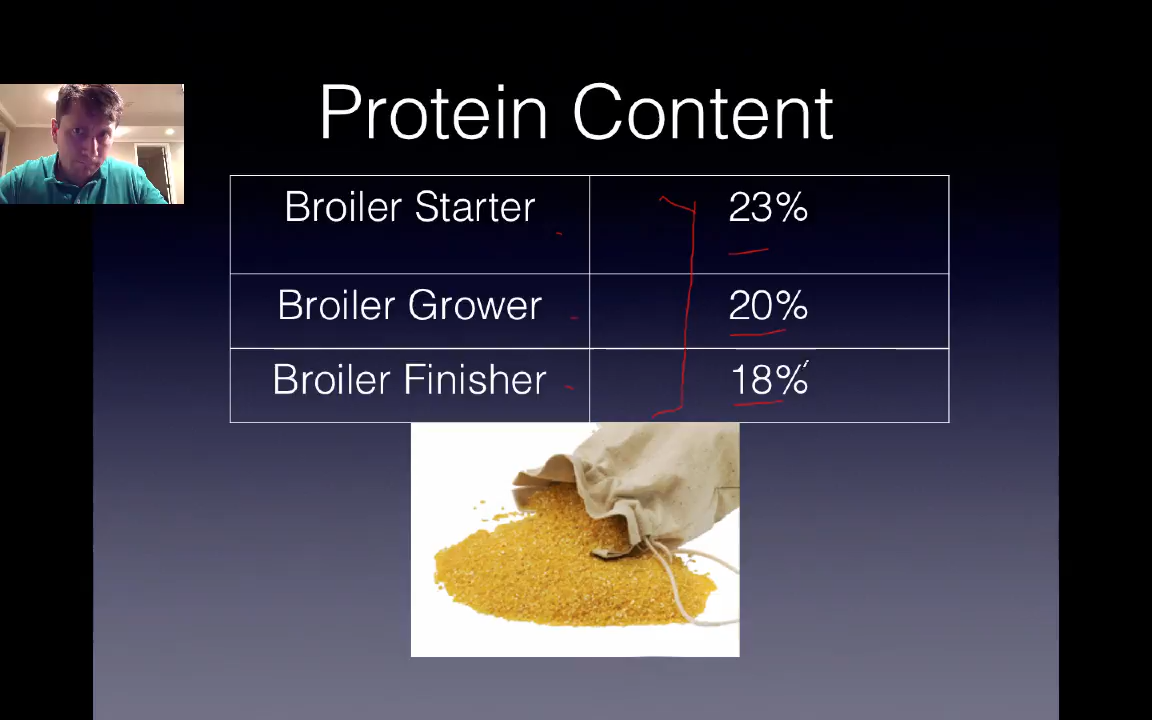 Protein Content
Broiler Starter 23%
Broiler Grower 20%
Broiler Finisher 18%